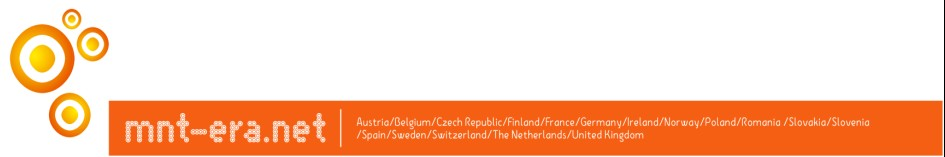 mnt-era.net
Austria/Belgium/Czech Republic/Finland/France/Germany/Ireland/Norway/Poland/Romania /Slovakia/Slovenia
/Spain/Sweden/Switzerland/The Netherlands/United Kingdom